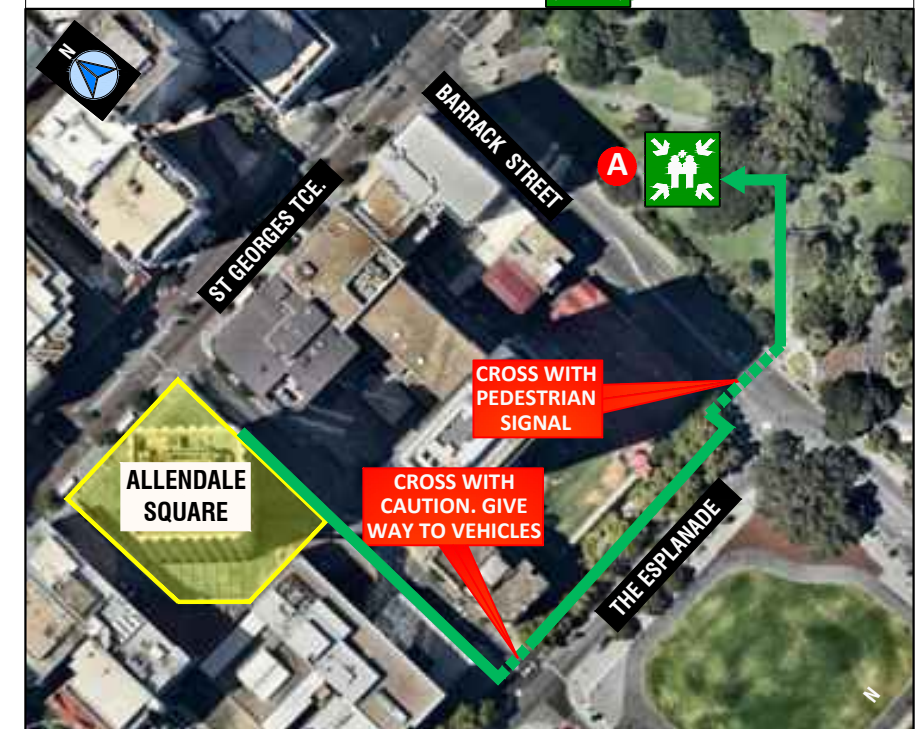 N
BARRACK STREET
A
ST GEORGES TCE.
CROSS WITH
PEDESTRIAN
SIGNAL
ALLENDALE
SQUARE
CROSS WITH
CAUTION. GIVE
WAY TO VEHICLES
THE ESPLANADE
N